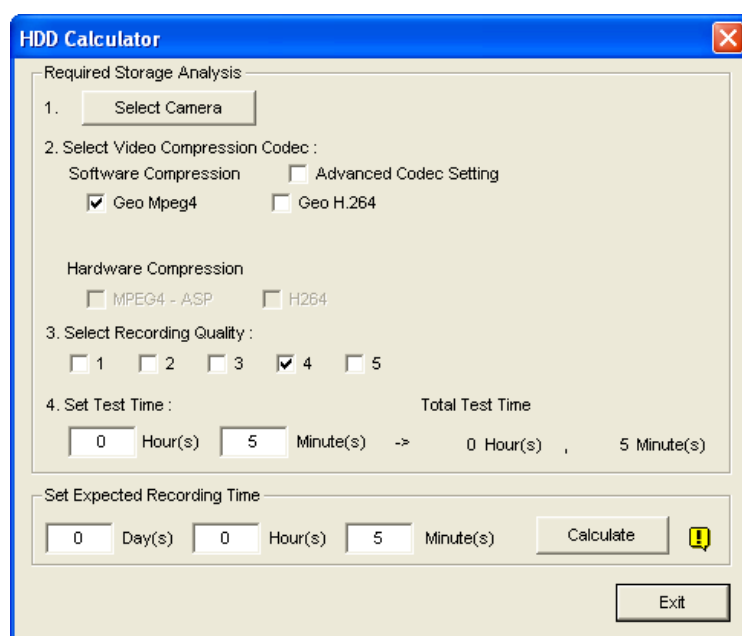 HDD Calculator
Required Storage Analysis
1. Select Camera
2. Select Video Compression Codec :
Software Compression Advanced Codec Setting
Geo Mpeg4 Geo H.264
Hardware Compression
MPEG4 - ASP H264
3. Select Recording Quality :
1 2 3 4 5
4. Set Test Time : Total Test Time
0 Hour(s) 5 Minute(s) -> 0 Hour(s) , 5 Minute(s)
Set Expected Recording Time
0 Day(s) 0 Hour(s) 5 Minute(s) Calculate !
Exit